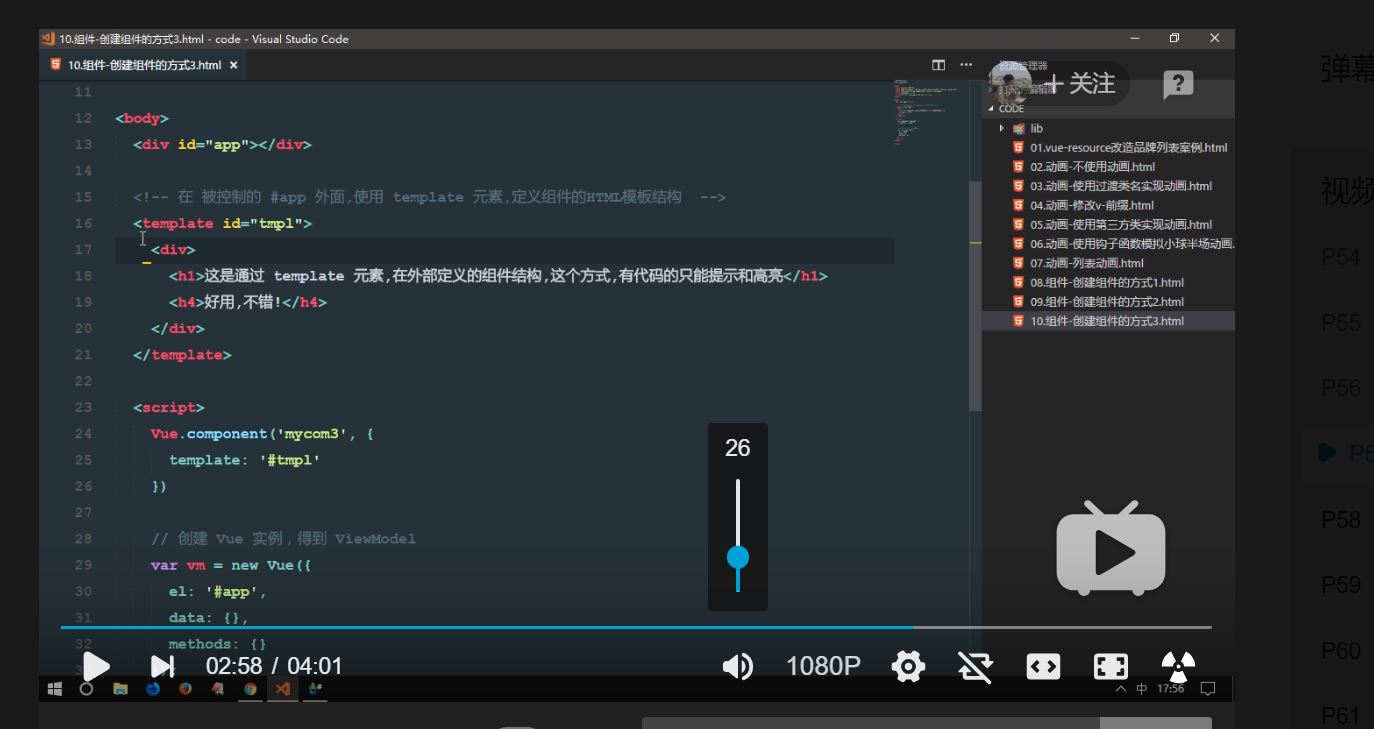 10.组件-创建组件的方式3.html - code - Visual Studio Code
10.组件-创建组件的方式3.html ×
11
12 <body>
13 <div id="app"></div>
14
15 <!-- 在 被控制的 #app 外面,使用 template 元素,定义组件的HTML模板结构 -->
16 <template id="tmpl">
17 <div>
18 <h1>这是通过 template 元素,在外部定义的组件结构,这个方式,有代码的只能提示和高亮</h1>
19 <h4>好用,不错!</h4>
20 </div>
21 </template>
22
23 <script>
24 Vue.component('mycom3', {
25 template: '#tmpl'
26 })
27
28 // 创建 Vue 实例,得到 ViewModel
29 var vm = new Vue({
30 el: '#app',
31 data: {},
32 methods: {}
资源管理器
关注
CODE
lib
01.vue-resource改造品牌列表案例.html
02.动画-不使用动画.html
03.动画-使用过渡类名实现动画.html
04.动画-修改v-前缀.html
05.动画-使用第三方类实现动画.html
06.动画-使用钩子函数模拟小球半场动画.
07.动画-列表动画.html
08.组件-创建组件的方式1.html
09.组件-创建组件的方式2.html
10.组件-创建组件的方式3.html
26
02:58 / 04:01
1080P
中 17:56
弹幕
视频
P54
P55
P56
P58
P59
P60
P61